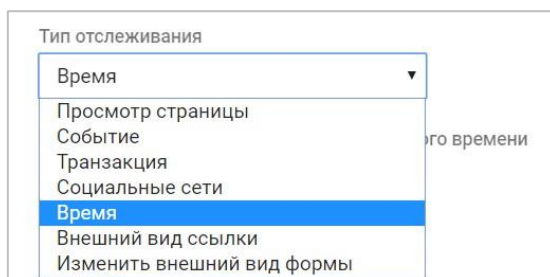 Тип отслеживания
Время
Просмотр страницы
Событие
ого времени
Транзакция
Социальные сети
Время
Внешний вид ссылки
Изменить внешний вид формы